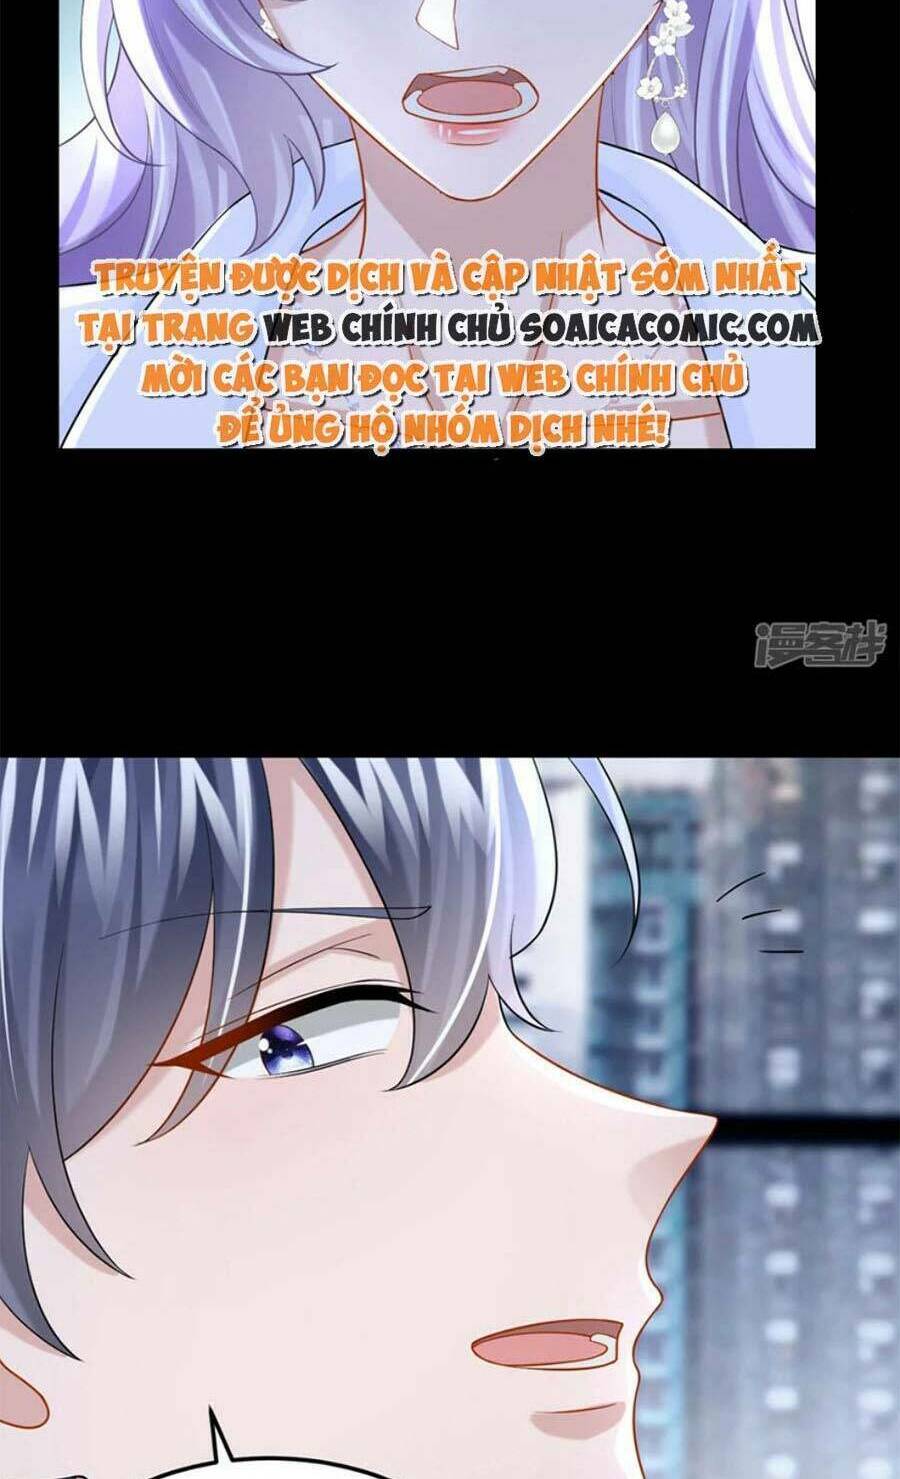 TRUYỆN ĐƯỢC DỊCH VÀ CẬP NHẬT SỚM NHẤT
TẠI TRANG WEB CHÍNH CHỦ SOAICACOMIC.COM
MỜI CÁC BẠN ĐỌC TẠI WEB CHÍNH CHỦ
ĐỂ ỦNG HỘ NHÓM DỊCH NHÉ!
漫客栈